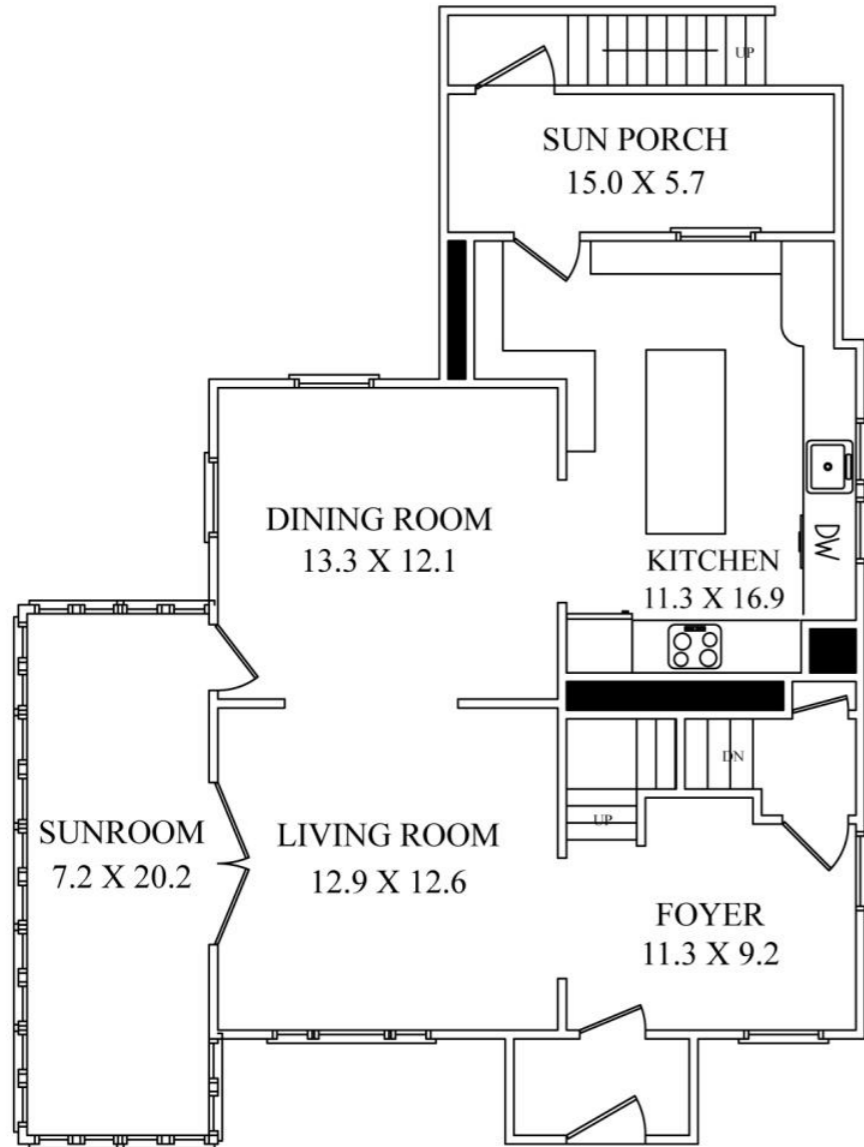 UP
SUN PORCH
15.0 X 5.7
DINING ROOM
13.3 X 12.1
KITCHEN
11.3 X 16.9
DW
DN
UP
SUNROOM
7.2 X 20.2
LIVING ROOM
12.9 X 12.6
FOYER
11.3 X 9.2